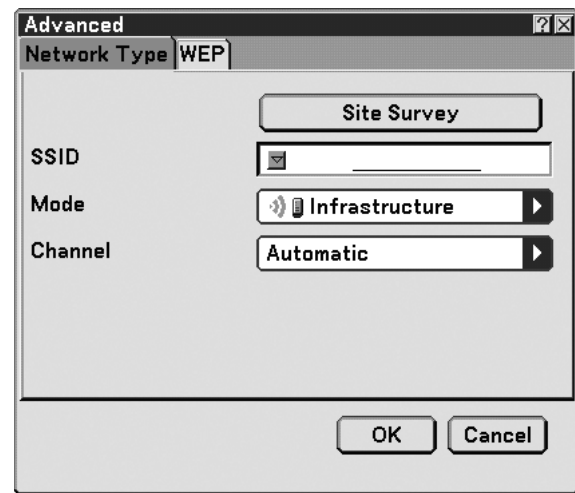 Advanced
Network Type WEP
Site Survey
SSID
Mode Infrastructure
Channel Automatic
OK Cancel